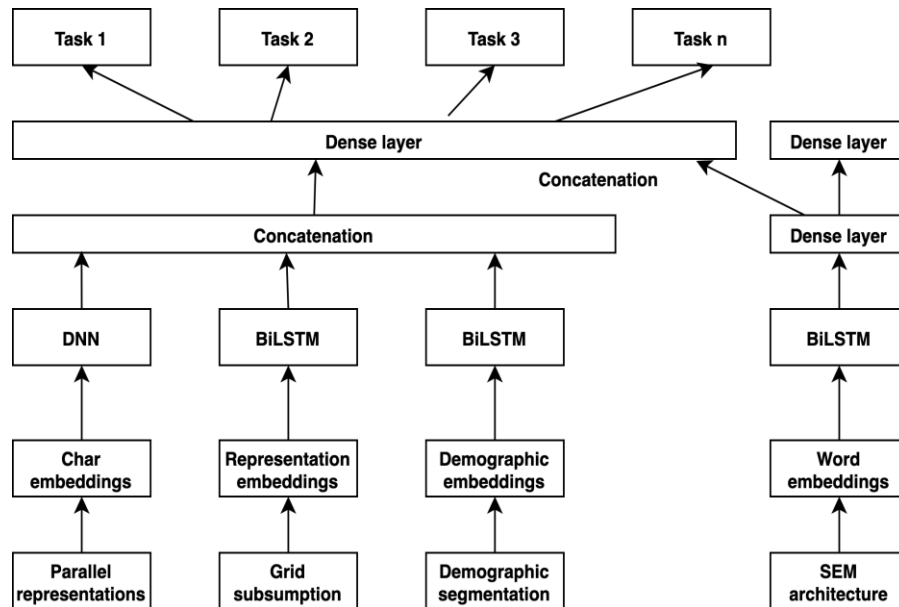 Task 1
Task 2
Task 3
Task n
Dense layer
Dense layer
Concatenation
Concatenation
Dense layer
DNN
BiLSTM
BiLSTM
BiLSTM
Char
embeddings
Representation
embeddings
Demographic
embeddings
Word
embeddings
Parallel
representations
Grid
subsumption
Demographic
segmentation
SEM
architecture